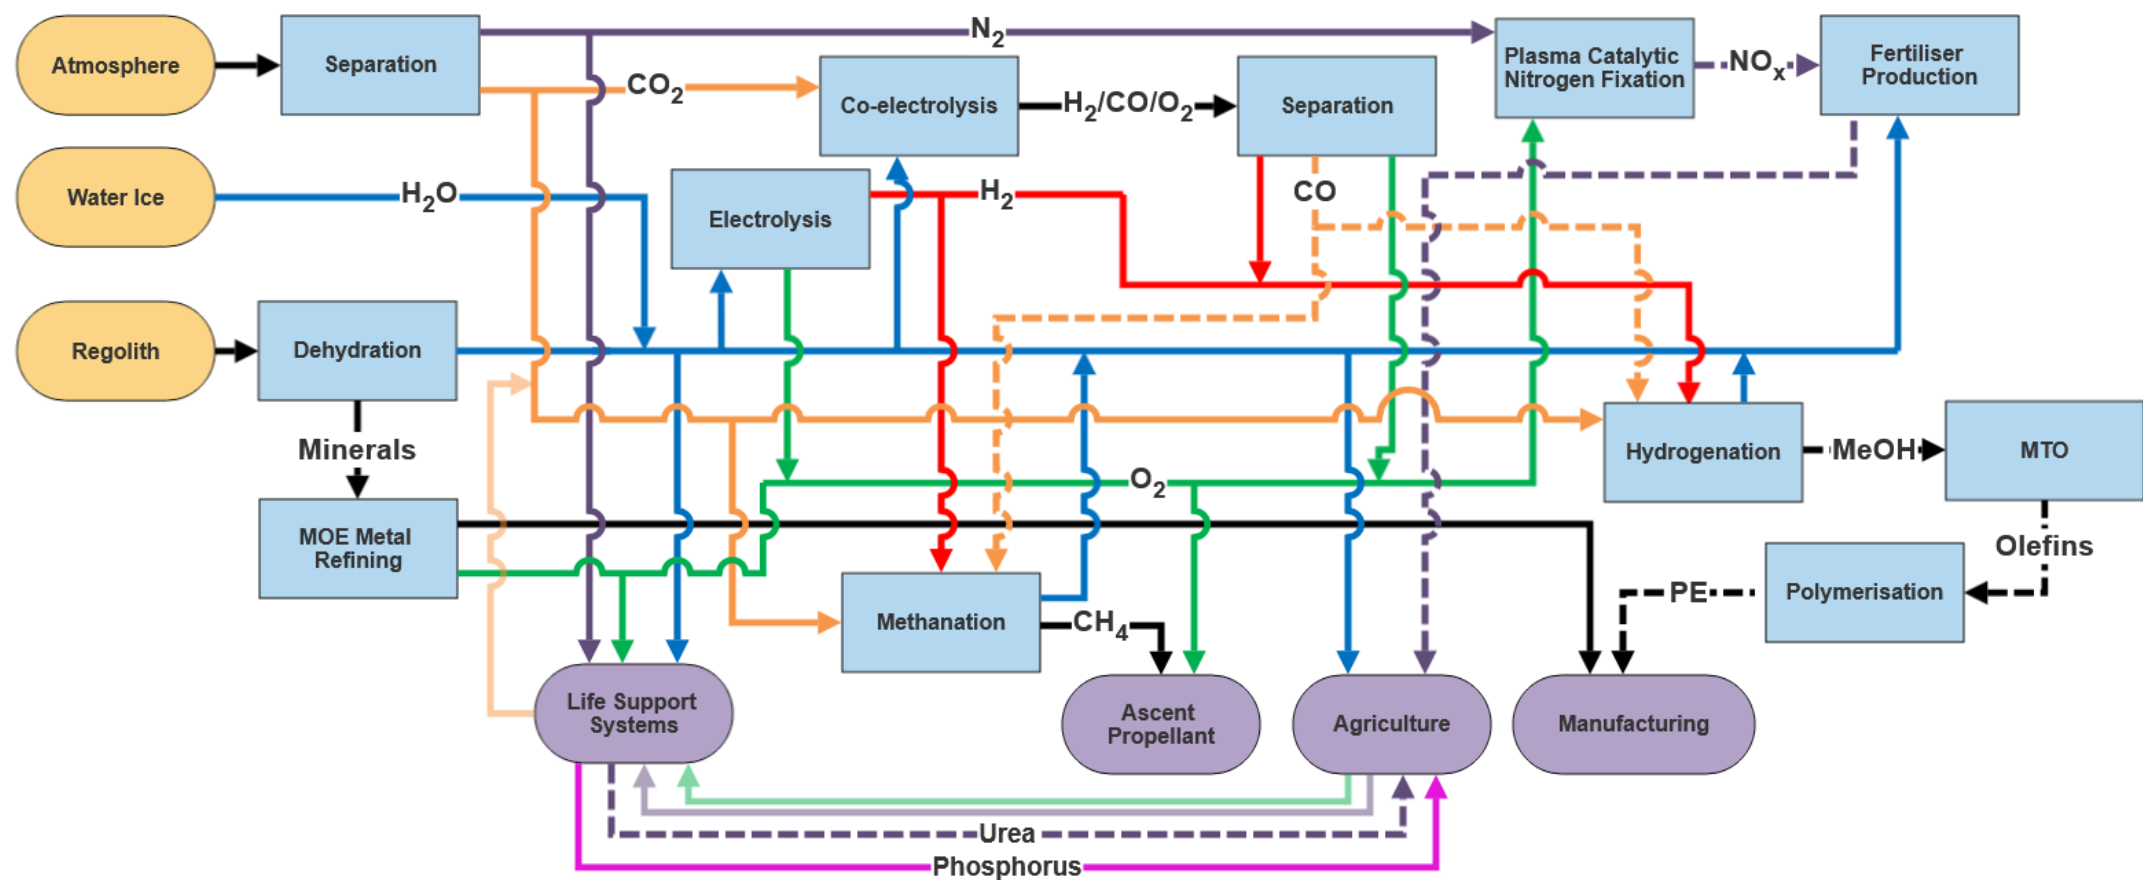 Atmosphere
Separation
N2
CO2
Co-electrolysis
H2/CO/O2
Separation
Plasma Catalytic
Nitrogen Fixation
NOx
Fertiliser
Production
Water Ice
H2O
Electrolysis
H2
CO
Regolith
Dehydration
Minerals
O2
Hydrogenation
MeOH
MTO
MOE Metal
Refining
Olefins
Methanation
CH4
PE
Polymerisation
Life Support
Systems
Ascent
Propellant
Agriculture
Manufacturing
Urea
Phosphorus